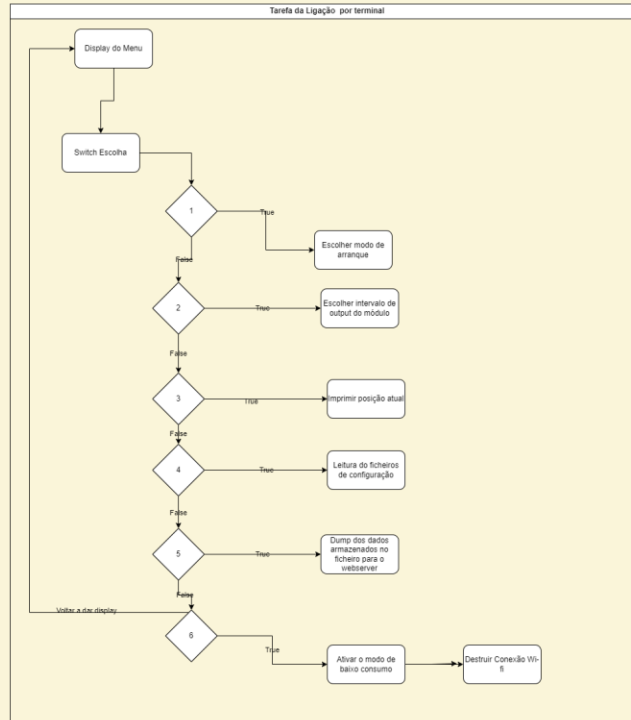 Tarefa da Ligação por terminal
Display do Menu
Switch Escolha
1
True
Escolher modo de
arranque
False
2
True
Escolher intervalo de
output do módulo
False
3
True
Imprimir posição atual
False
4
True
Leitura do ficheiros
de configuração
False
5
True
Dump dos dados
armazenados no
ficheiro para o
webserver
False
Voltar a dar display
6
True
Ativar o modo de
baixo consumo
Destruir Conexão Wi-
fi